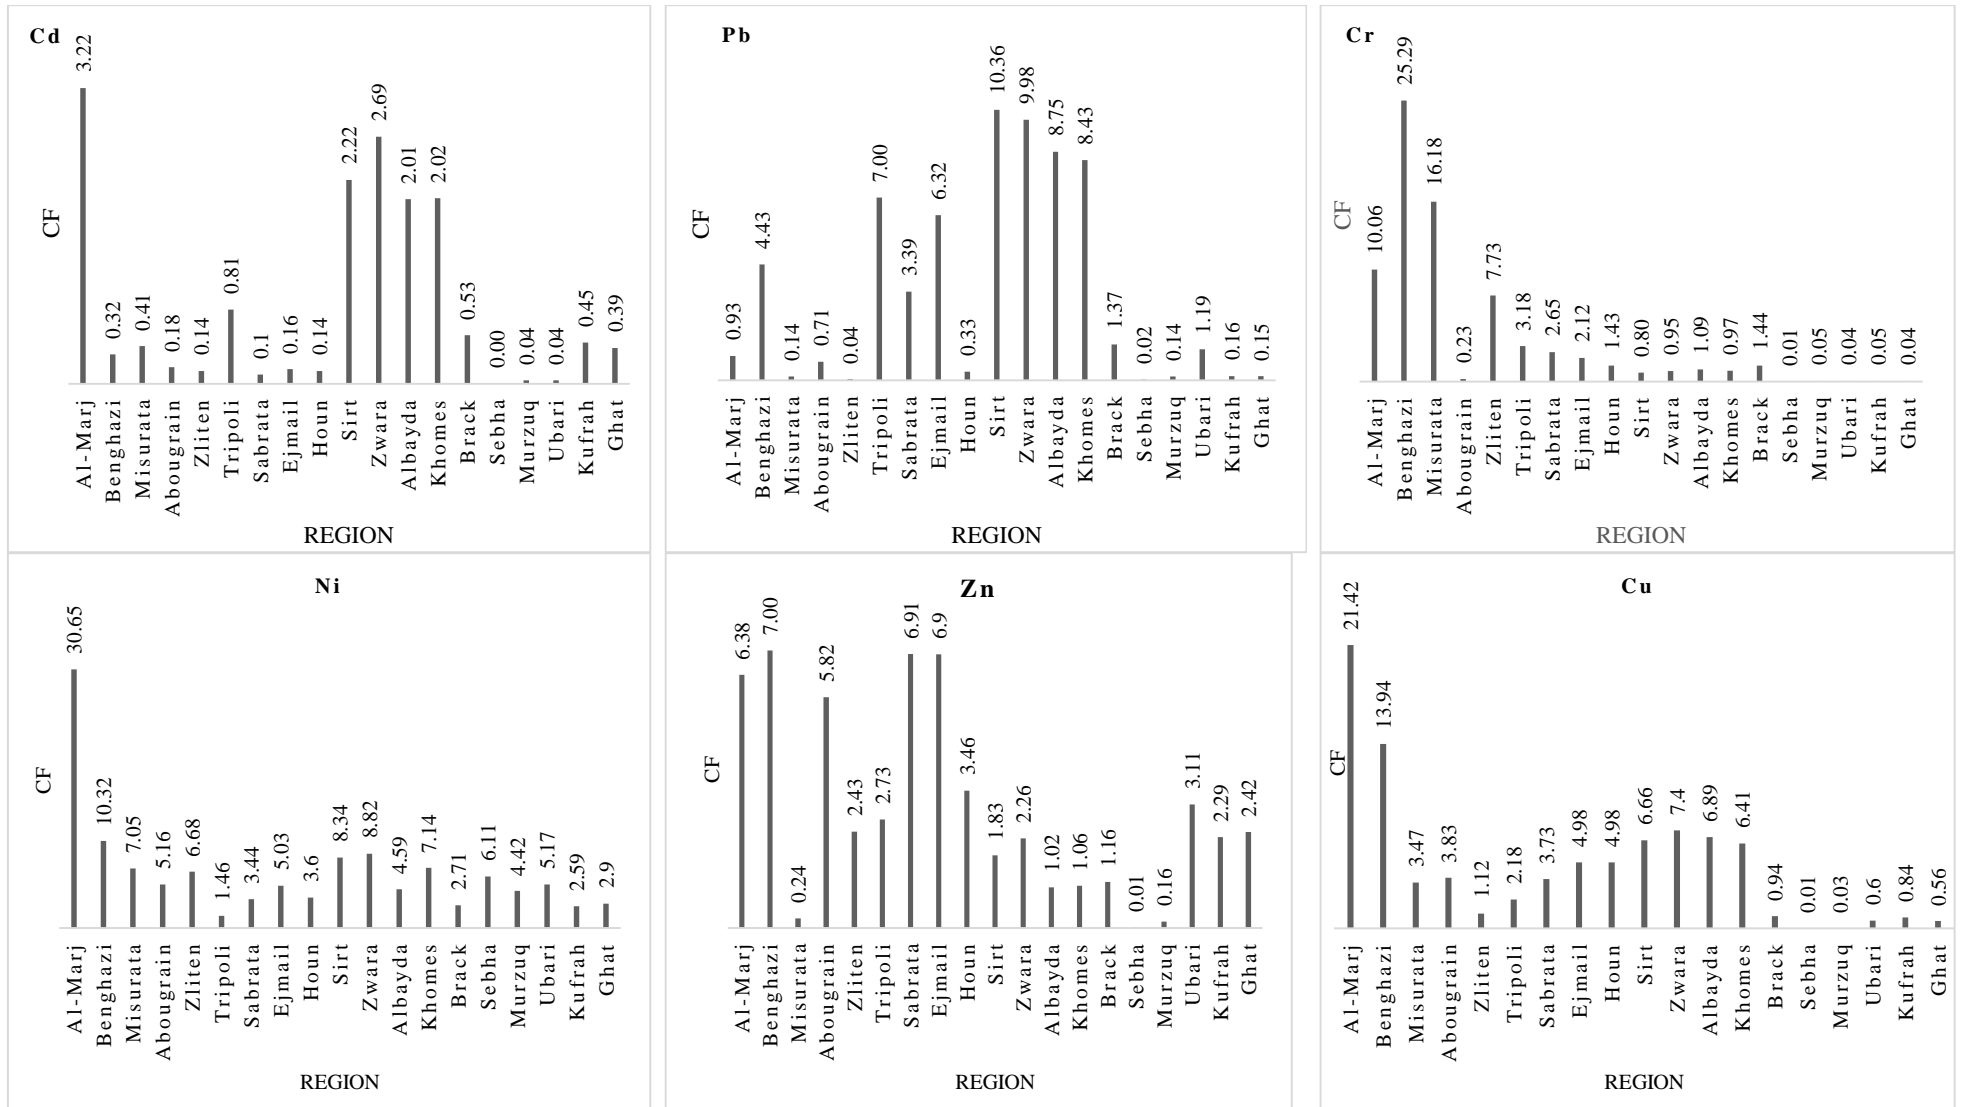 Cd
CF
3.22
0.32
0.41
0.18
0.14
0.81
0.1
0.16
0.14
2.22
2.69
2.01
2.02
0.53
0.00
0.04
0.04
0.45
0.39
Al-Marj
Benghazi
Misurata
Abougrain
Zliten
Tripoli
Sabrata
Ejmail
Houn
Sirt
Zwara
Albayda
Khomes
Brack
Sebha
Murzuq
Ubari
Kufrah
Ghat
REGION
Pb
CF
0.93
4.43
0.14
0.71
0.04
7.00
3.39
6.32
0.33
10.36
9.98
8.75
8.43
1.37
0.02
0.14
1.19
0.16
0.15
Al-Marj
Benghazi
Misurata
Abougrain
Zliten
Tripoli
Sabrata
Ejmail
Houn
Sirt
Zwara
Albayda
Khomes
Brack
Sebha
Murzuq
Ubari
Kufrah
Ghat
REGION
Cr
CF
10.06
25.29
16.18
0.23
7.73
3.18
2.65
2.12
1.43
0.80
0.95
1.09
0.97
1.44
0.01
0.05
0.04
0.05
0.04
Al-Marj
Benghazi
Misurata
Abougrain
Zliten
Tripoli
Sabrata
Ejmail
Houn
Sirt
Zwara
Albayda
Khomes
Brack
Sebha
Murzuq
Ubari
Kufrah
Ghat
REGION
Ni
CF
30.65
10.32
7.05
5.16
6.68
1.46
3.44
5.03
3.6
8.34
8.82
4.59
7.14
2.71
6.11
4.42
5.17
2.59
2.9
Al-Marj
Benghazi
Misurata
Abougrain
Zliten
Tripoli
Sabrata
Ejmail
Houn
Sirt
Zwara
Albayda
Khomes
Brack
Sebha
Murzuq
Ubari
Kufrah
Ghat
REGION
Zn
CF
6.38
7.00
0.24
5.82
2.43
2.73
6.91
6.9
3.46
1.83
2.26
1.02
1.06
1.16
0.01
0.16
3.11
2.29
2.42
Al-Marj
Benghazi
Misurata
Abougrain
Zliten
Tripoli
Sabrata
Ejmail
Houn
Sirt
Zwara
Albayda
Khomes
Brack
Sebha
Murzuq
Ubari
Kufrah
Ghat
REGION
Cu
CF
21.42
13.94
3.47
3.83
1.12
2.18
3.73
4.98
4.98
6.66
7.4
6.89
6.41
0.94
0.01
0.03
0.6
0.84
0.56
Al-Marj
Benghazi
Misurata
Abougrain
Zliten
Tripoli
Sabrata
Ejmail
Houn
Sirt
Zwara
Albayda
Khomes
Brack
Sebha
Murzuq
Ubari
Kufrah
Ghat
REGION